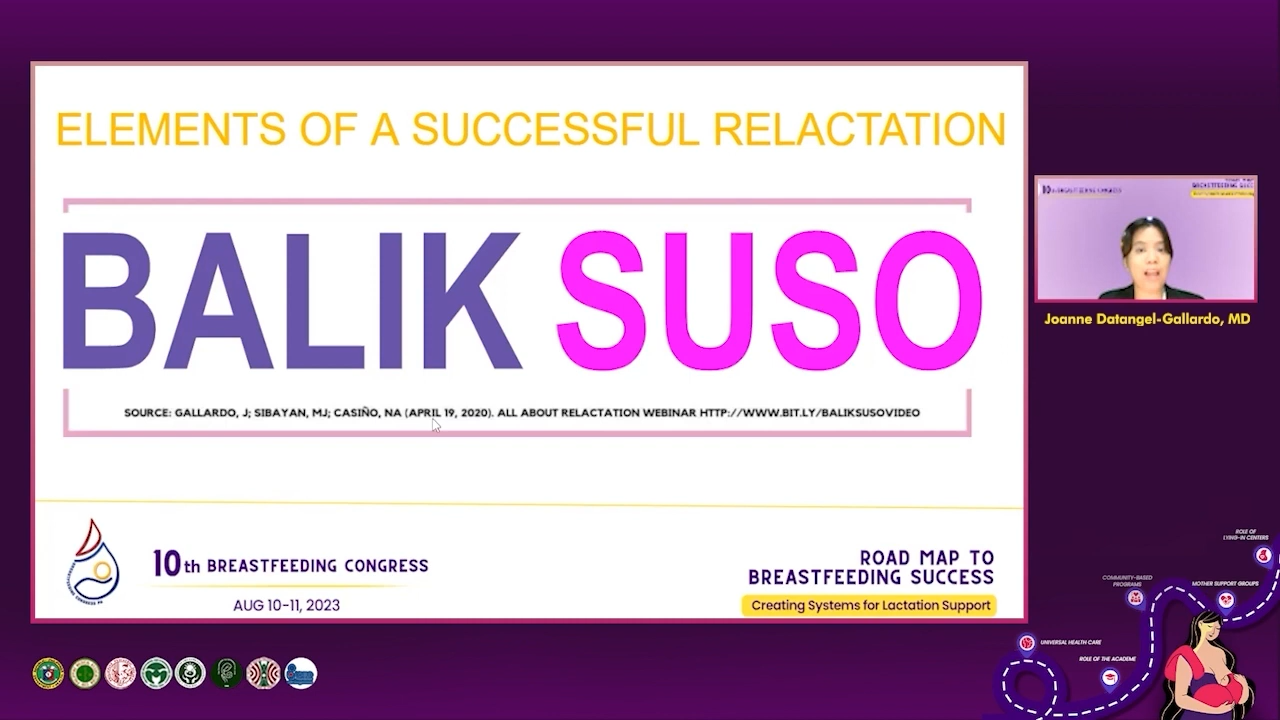 ELEMENTS OF A SUCCESSFUL RELACTATION
BALIK SUSO
SOURCE: GALLARDO, J; SIBAYAN, MJ; CASIÑO, NA (APRIL 19, 2020). ALL ABOUT RELACTATION WEBINAR HTTP://WWW.BIT.LY/BALIKSUSOVIDEO
10th BREASTFEEDING CONGRESS
AUG 10-11, 2023
ROAD MAP TO
BREASTFEEDING SUCCESS
Creating Systems for Lactation Support
Joanne Datangel-Gallardo, MD
ROLE OF
LYING-IN CENTERS
COMMUNITY-BASED
PROGRAMS
MOTHER SUPPORT GROUPS
UNIVERSAL HEALTH CARE
ROLE OF THE ACADEME